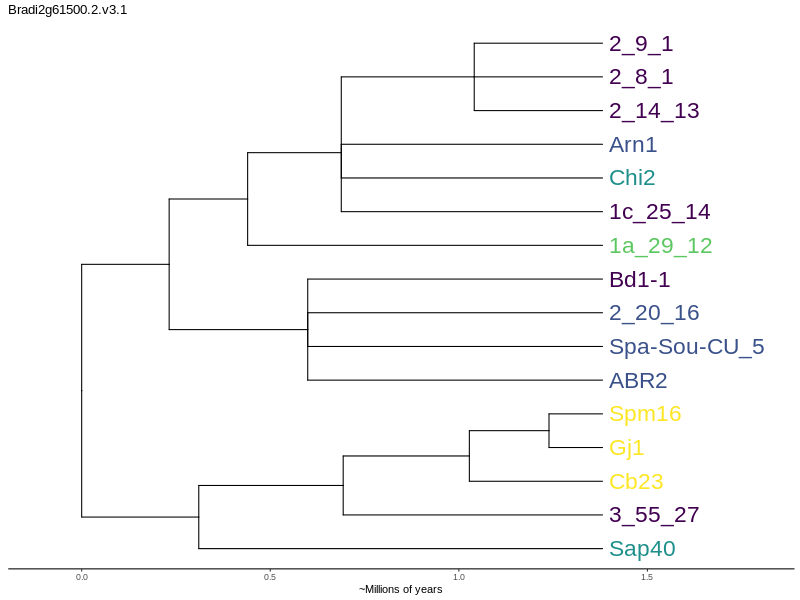 Bradi2g61500.2.v3.1
2_9_1
2_8_1
2_14_13
Arn1
Chi2
1c_25_14
1a_29_12
Bd1-1
2_20_16
Spa-Sou-CU_5
ABR2
Spm16
Gj1
Cb23
3_55_27
Sap40
0.0 0.5 1.0 1.5
~Millions of years